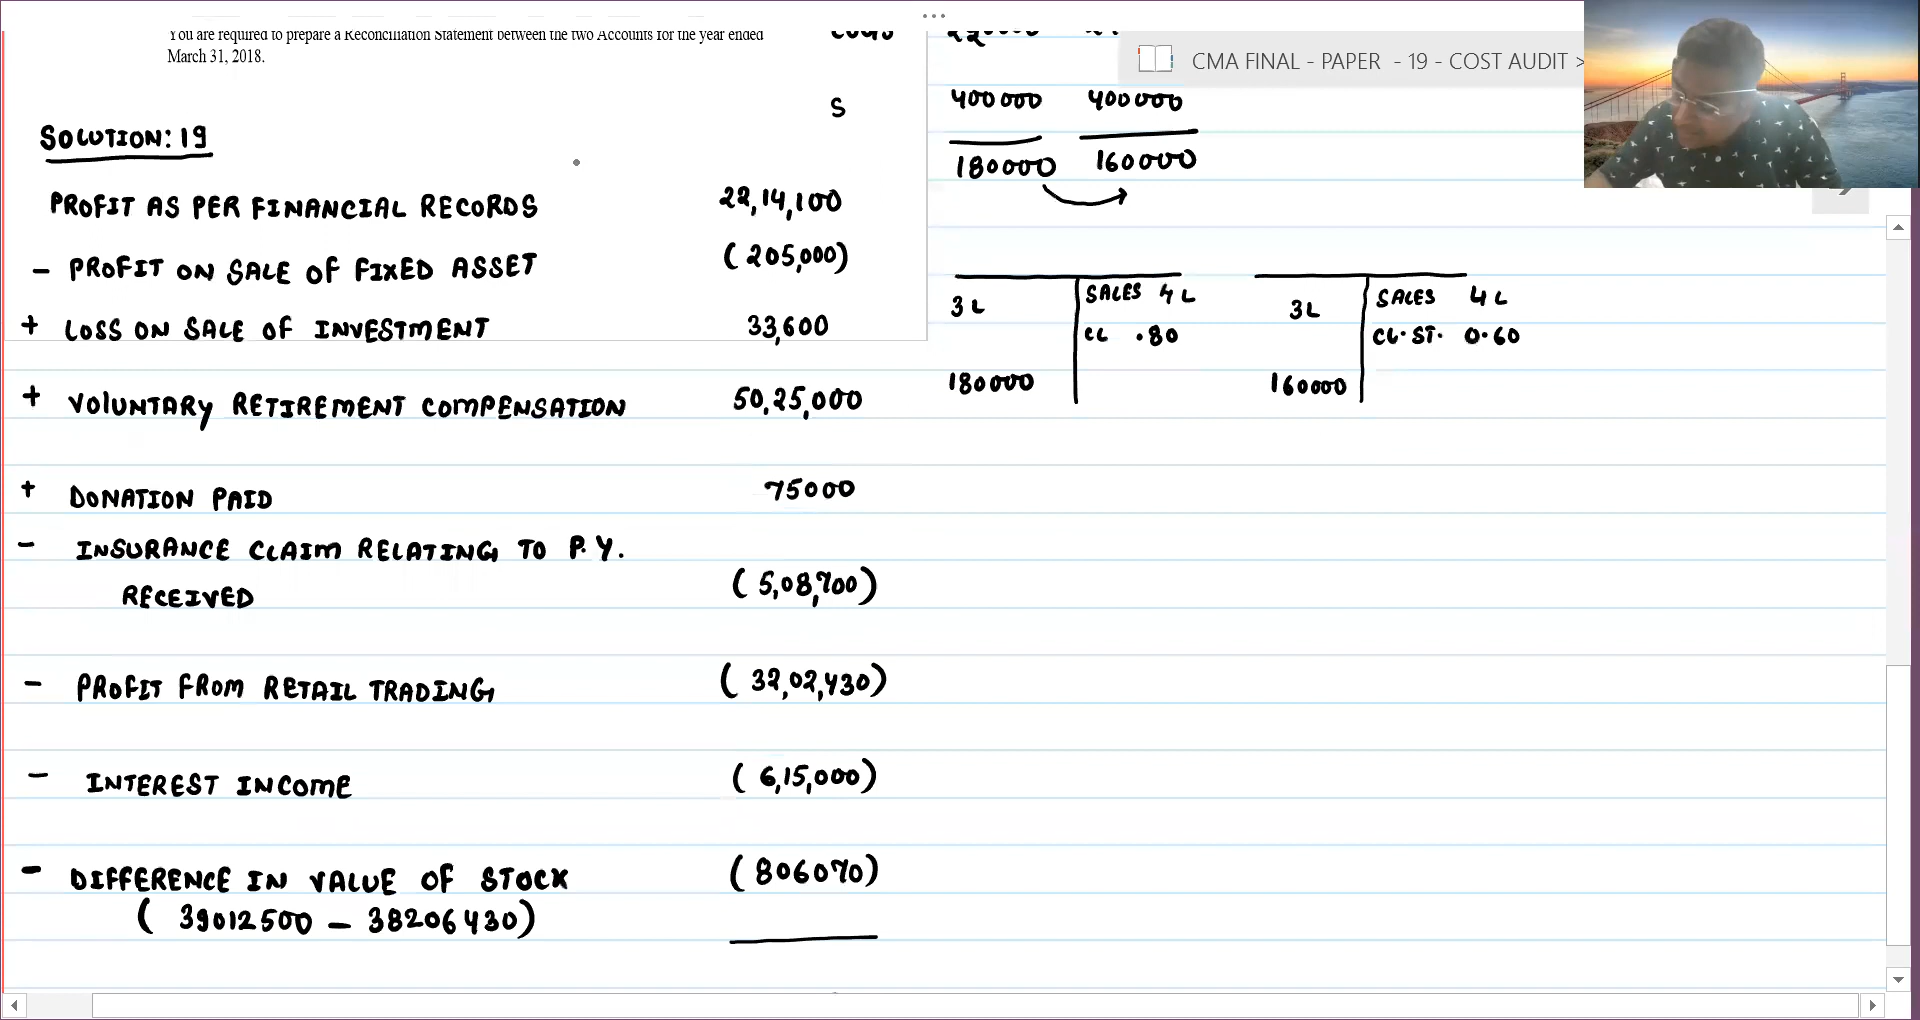 You are required to prepare a Reconciliation Statement between the two Accounts for the year ended
March 31, 2018.
S
SOLUTION: 19
PROFIT AS PER FINANCIAL RECORDS 22,14,100
- PROFIT ON SALE OF FIXED ASSET (205,000)
+ LOSS ON SALE OF INVESTMENT 33,600
+ VOLUNTARY RETIREMENT COMPENSATION 50,25,000
+ DONATION PAID 75000
- INSURANCE CLAIM RELATING TO P.Y.
RECEIVED (5,08,700)
- PROFIT FROM RETAIL TRADING (32,02,430)
- INTEREST INCOME (6,15,000)
- DIFFERENCE IN VALUE OF STOCK (806070)
(39012500 - 38206430)
CMA FINAL - PAPER - 19 - COST AUDIT >
400000 400000
180000 160000
3L SALES 4L 3L SALES 4L
CL .80 CL. ST. 0.60
180000 160000